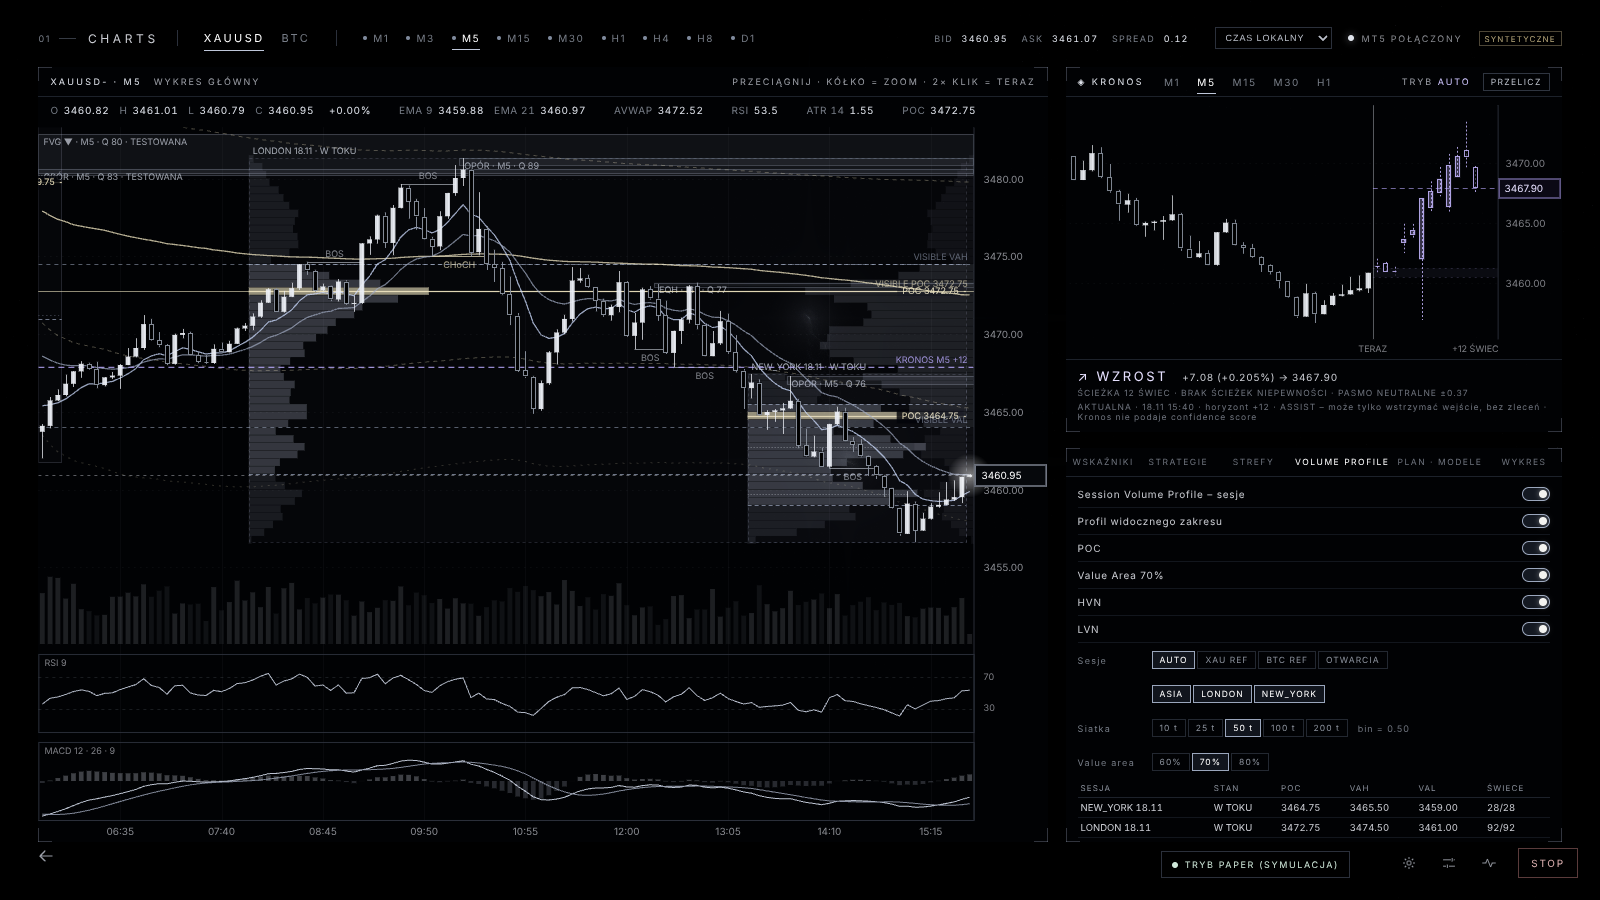 01 — CHARTS XAUUSD BTC M1 M3 M5 M15 M30 H1 H4 H8 D1 BID 3460.95 ASK 3461.07 SPREAD 0.12 CZAS LOKALNY MT5 POŁĄCZONY SYNTETYCZNE
XAUUSD- · M5 WYKRES GŁÓWNY PRZECIĄGNIJ · KÓŁKO = ZOOM · 2× KLIK = TERAZ
O 3460.82 H 3461.01 L 3460.79 C 3460.95 +0.00% EMA 9 3459.88 EMA 21 3460.97 AVWAP 3472.52 RSI 53.5 ATR 14 1.55 POC 3472.75
FVG ▼ · M5 · Q 80 · TESTOWANA
LONDON 18.11 · W TOKU
OPÓR · M5 · Q 89
BOS
OPÓR · M5 · Q 83 · TESTOWANA
9.75
3480.00
BOS
CHoCH
VISIBLE VAH
3475.00
VISIBLE POC 3472.75
EQH · Q 77
POC 3472.75
3470.00
BOS
KRONOS M5 +12
NEW_YORK 18.11 · W TOKU
BOS
OPÓR · M5 · Q 76
3465.00
POC 3464.75
VISIBLE VAL
BOS
3460.95
3460.00
3455.00
RSI 9
70
30
MACD 12 · 26 · 9
06:35 07:40 08:45 09:50 10:55 12:00 13:05 14:10 15:15
◈ KRONOS M1 M5 M15 M30 H1 TRYB AUTO PRZELICZ
3470.00
3467.90
3465.00
3460.00
TERAZ +12 ŚWIEC
↗ WZROST +7.08 (+0.205%) → 3467.90
ŚCIEŻKA 12 ŚWIEC · BRAK ŚCIEŻEK NIEPEWNOŚCI · PASMO NEUTRALNE ±0.37
AKTUALNA · 18.11 15:40 · horyzont +12 · ASSIST – może tylko wstrzymać wejście, bez zleceń ·
Kronos nie podaje confidence score
WSKAŹNIKI STRATEGIE STREFY VOLUME PROFILE PLAN · MODELE WYKRES
Session Volume Profile – sesje
Profil widocznego zakresu
POC
Value Area 70%
HVN
LVN
Sesje AUTO XAU REF BTC REF OTWARCIA
ASIA LONDON NEW_YORK
Siatka 10 t 25 t 50 t 100 t 200 t bin = 0.50
Value area 60% 70% 80%
SESJA STAN POC VAH VAL ŚWIECE
NEW_YORK 18.11 W TOKU 3464.75 3465.50 3459.00 28/28
LONDON 18.11 W TOKU 3472.75 3474.50 3461.00 92/92
← TRYB PAPER (SYMULACJA) STOP